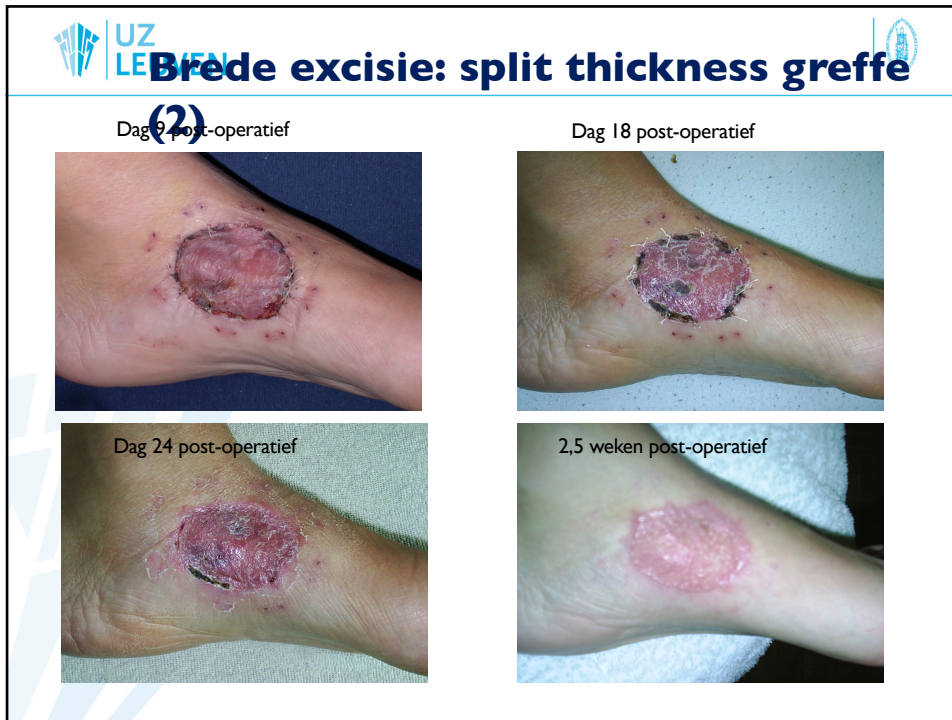 UZ
LEUVEN
Brede excisie: split thickness greffe
(2)
Dag 9 post-operatief
Dag 18 post-operatief
Dag 24 post-operatief
2,5 weken post-operatief